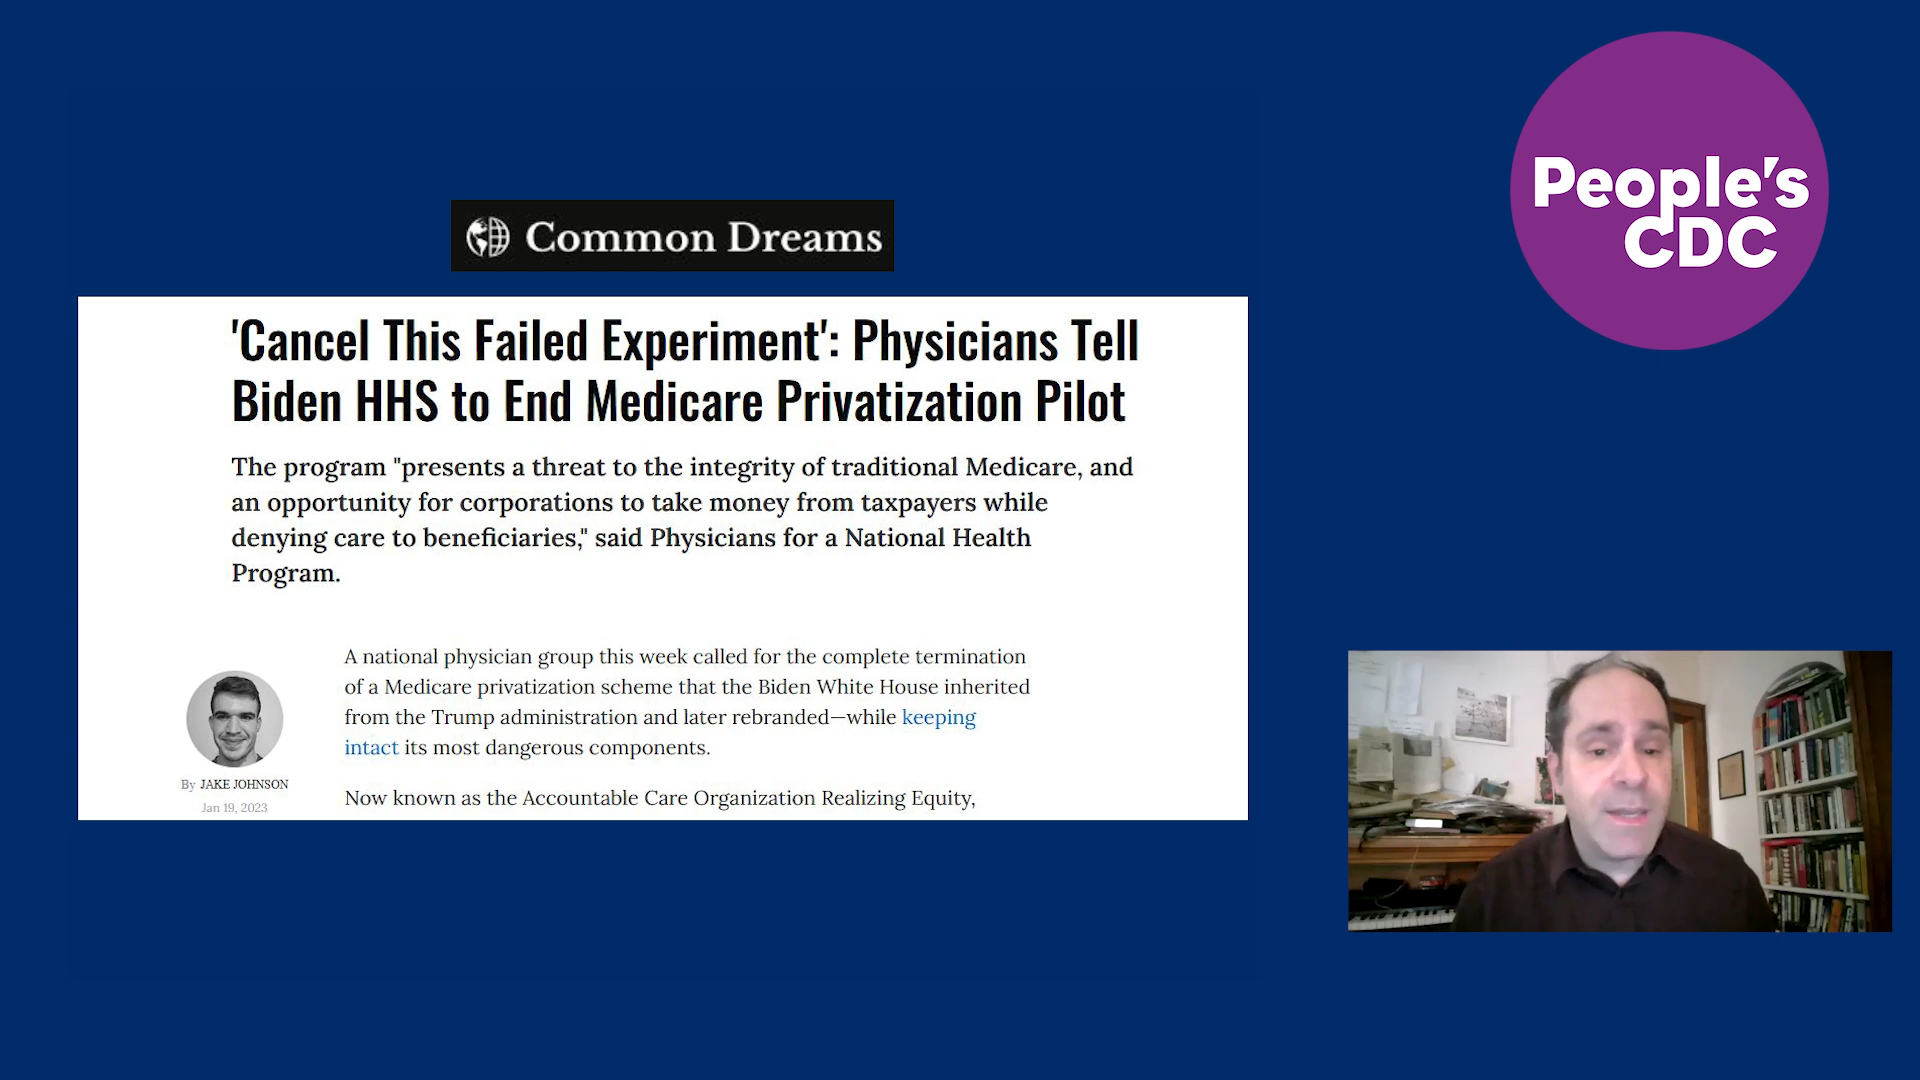 People's
CDC
Common Dreams
'Cancel This Failed Experiment': Physicians Tell
Biden HHS to End Medicare Privatization Pilot
The program "presents a threat to the integrity of traditional Medicare, and
an opportunity for corporations to take money from taxpayers while
denying care to beneficiaries," said Physicians for a National Health
Program.
A national physician group this week called for the complete termination
of a Medicare privatization scheme that the Biden White House inherited
from the Trump administration and later rebranded—while keeping
intact its most dangerous components.
By JAKE JOHNSON
Jan 19, 2023
Now known as the Accountable Care Organization Realizing Equity,